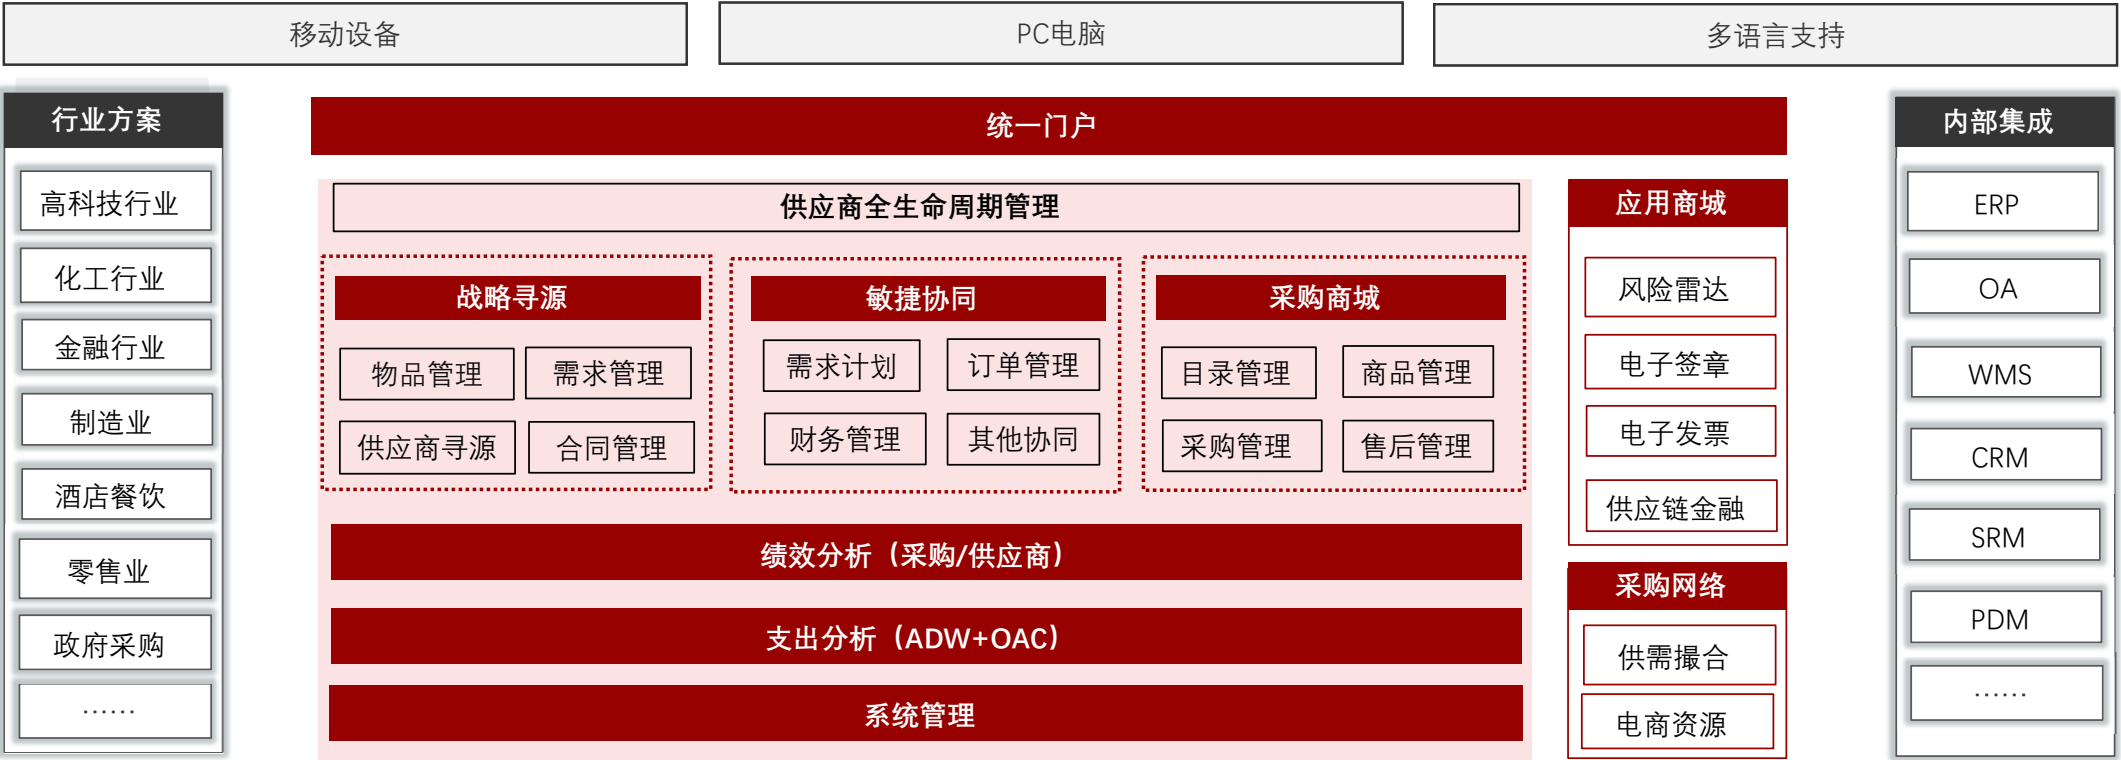 移动设备
PC电脑
多语言支持
行业方案
高科技行业
化工行业
金融行业
制造业
酒店餐饮
零售业
政府采购
……
统一门户
供应商全生命周期管理
战略寻源
物品管理
需求管理
供应商寻源
合同管理
敏捷协同
需求计划
订单管理
财务管理
其他协同
采购商城
目录管理
商品管理
采购管理
售后管理
绩效分析（采购/供应商）
支出分析（ADW+OAC）
系统管理
应用商城
风险雷达
电子签章
电子发票
供应链金融
采购网络
供需撮合
电商资源
内部集成
ERP
OA
WMS
CRM
SRM
PDM
……